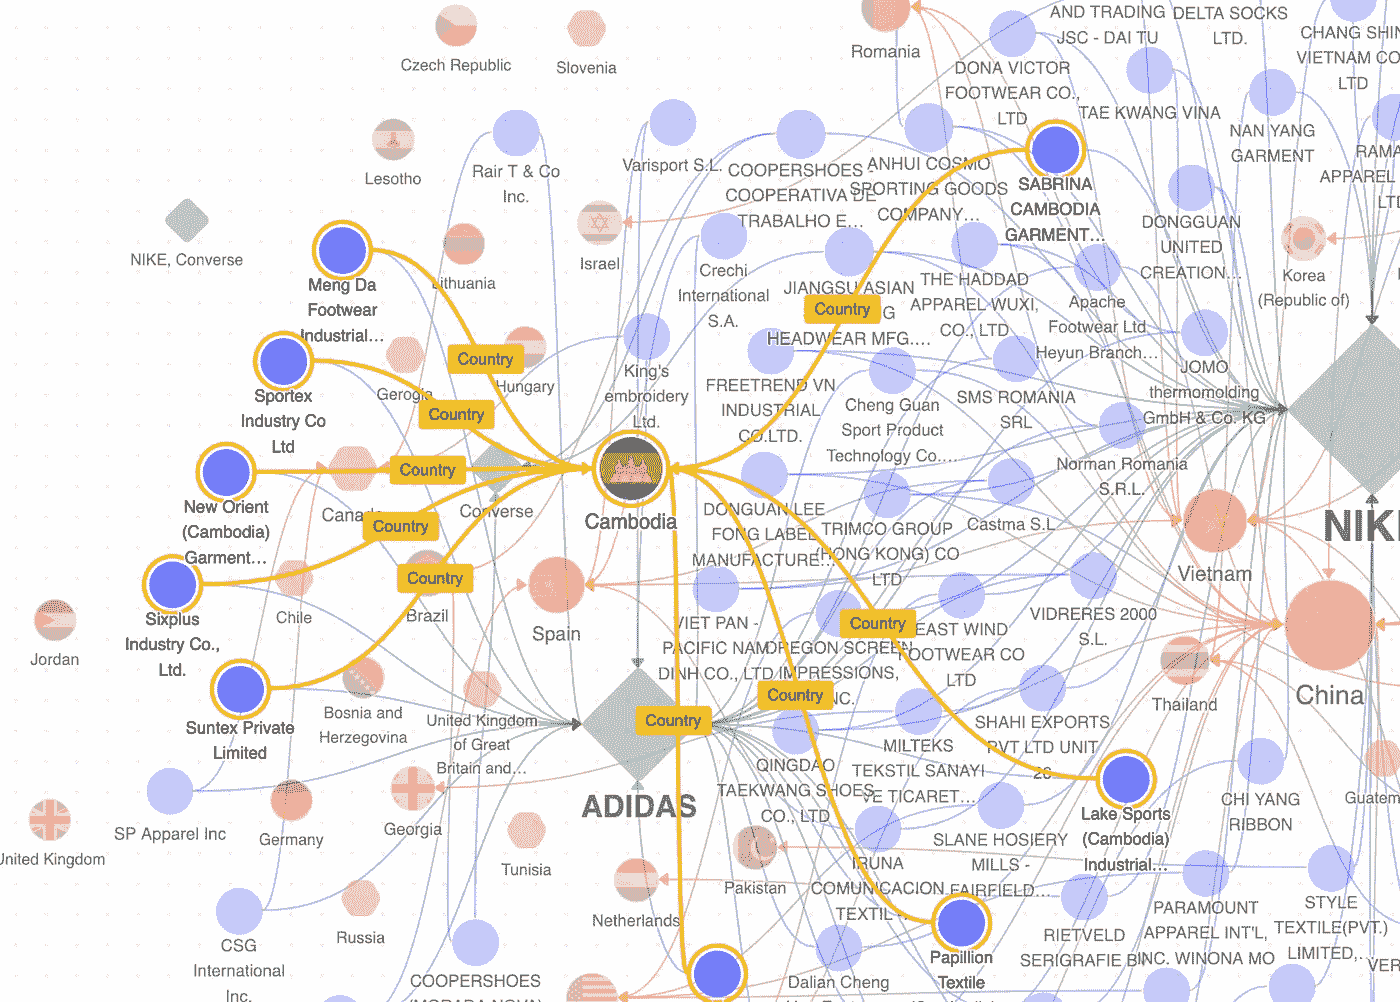 Czech Republic
Slovenia
Romania
AND TRADING
JSC - DAI TU
DELTA SOCKS
LTD.
CHANG SHIN
VIETNAM CO
LTD
DONA VICTOR
FOOTWEAR CO.,
LTD
TAE KWANG VINA
NAN YANG
GARMENT
RAMA
APPAREL
LTD
Lesotho
Rair T & Co
Inc.
Varisport S.L.
COOPERSHOES -
COOPERATIVA DE
TRABALHO E...
ANHUI COSMO
SPORTING GOODS
COMPANY...
SABRINA
CAMBODIA
GARMENT...
DONGGUAN
UNITED
CREATION...
NIKE, Converse
Meng Da
Footwear
Industrial...
Lithuania
Israel
Crechi
International
S.A.
JIANGSU ASIAN
HEADWEAR MFG....
THE HADDAD
APPAREL WUXI,
CO., LTD
Apache
Footwear Ltd
Heyun Branch...
Korea
(Republic of)
Country
Country
Sportex
Industry Co
Ltd
Hungary
King's
embroidery
Ltd.
FREETREND VN
INDUSTRIAL
CO.LTD.
Cheng Guan
Sport Product
Technology Co....
SMS ROMANIA
SRL
JOMO
thermomolding
GmbH & Co. KG
Country
Country
New Orient
(Cambodia)
Garment...
Canada
Converse
Cambodia
DONGUAN LEE
FONG LABEL
MANUFACTURE...
TRIMCO GROUP
(HONG KONG) CO
LTD
Castma S.L
Norman Romania
S.R.L.
NIKE
Country
Country
Sixplus
Industry Co.,
Ltd.
Chile
Brazil
Spain
VIET PAN -
PACIFIC NAM
DINH CO., LTD
OREGON SCREEN
IMPRESSIONS,
INC.
Country
EAST WIND
FOOTWEAR CO
LTD
VIDRERES 2000
S.L.
Vietnam
Jordan
Suntex Private
Limited
Bosnia and
Herzegovina
United Kingdom
of Great
Britain and...
Country
Country
SHAHI EXPORTS
PVT LTD UNIT
Thailand
China
SP Apparel Inc
Germany
Georgia
ADIDAS
QINGDAO
TAEKWANG SHOES
CO., LTD
MILTEKS
TEKSTIL SANAYI
VE TICARET...
Lake Sports
(Cambodia)
Industrial...
CHI YANG
RIBBON
Guatem
United Kingdom
Tunisia
Pakistan
IRUNA
COMUNICACION
TEXTIL -
SLANE HOSIERY
MILLS -
FAIRFIELD...
CSG
International
Inc.
Russia
COOPERSHOES
Netherlands
Dalian Cheng
Papillion
Textile
RIETVELD
SERIGRAFIE B
PARAMOUNT
APPAREL INT'L,
INC. WINONA MO
STYLE
TEXTILE(PVT.)
LIMITED,..
VER